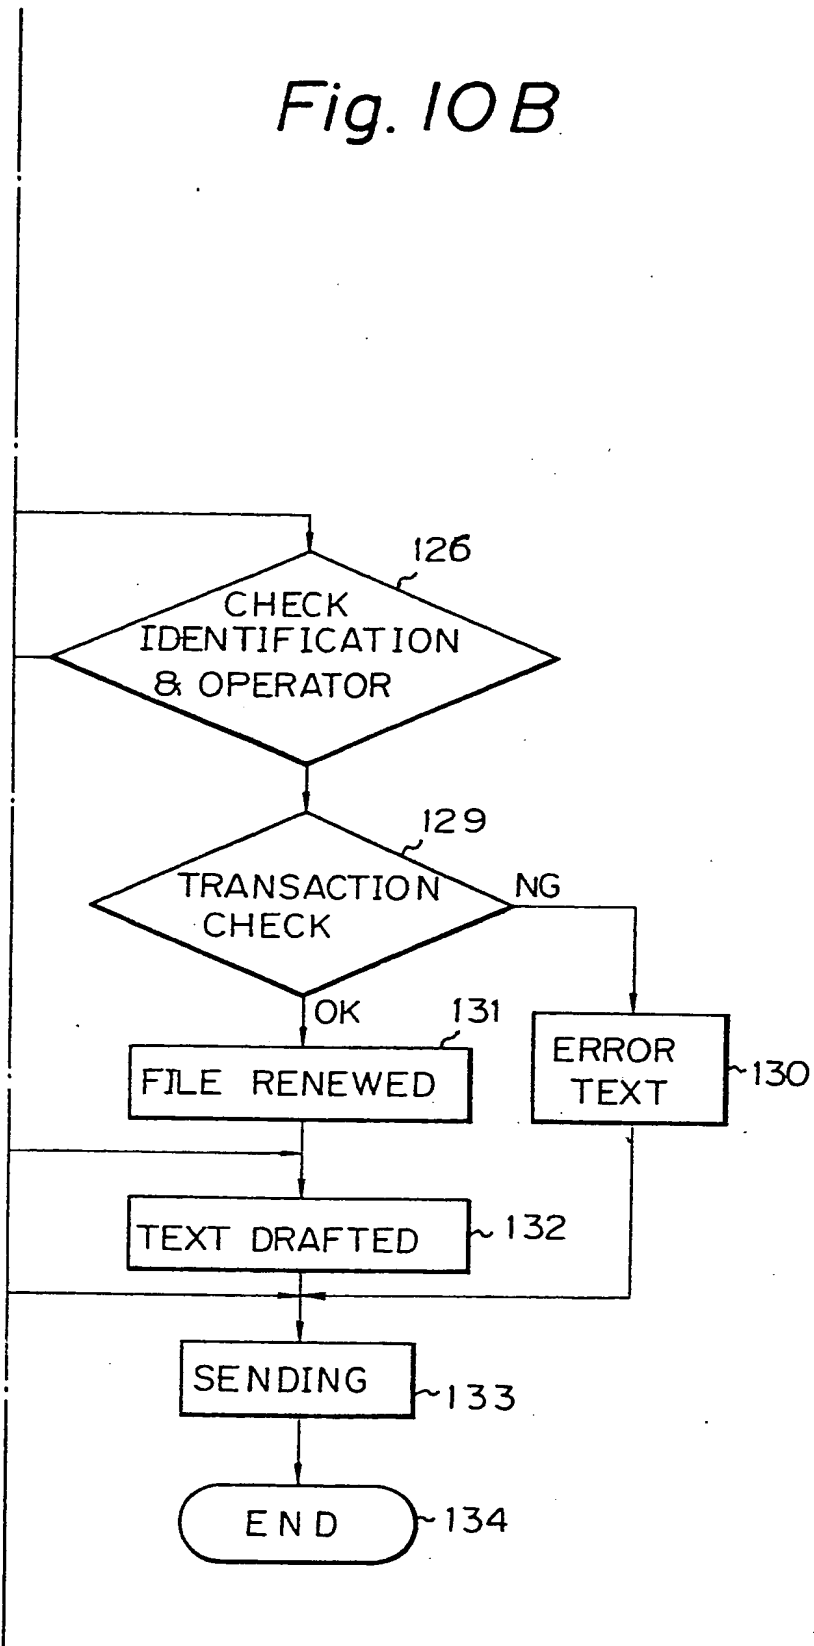 Fig. 10B
126
CHECK
IDENTIFICATION
& OPERATOR
129
TRANSACTION
CHECK
NG
OK
131
FILE RENEWED
ERROR
TEXT
130
TEXT DRAFTED
132
SENDING
133
END
134